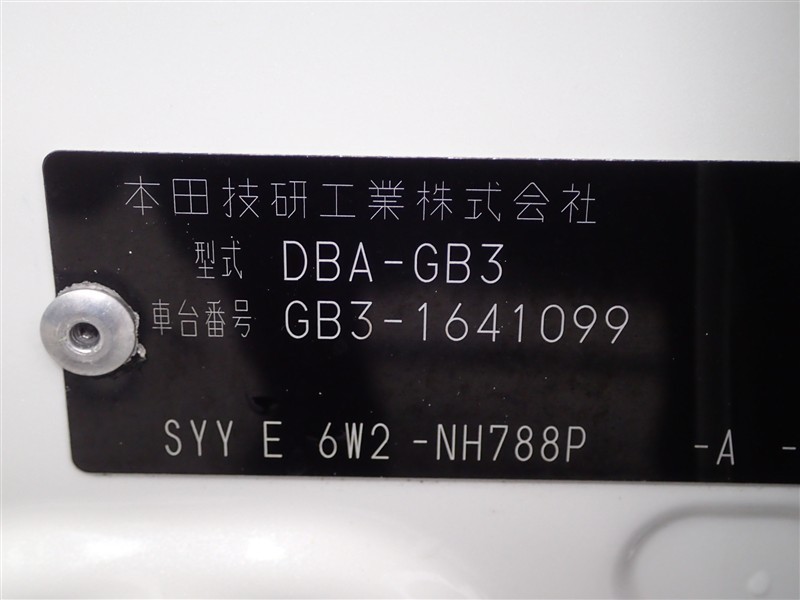 本田技研工業株式会社
型式 DBA-GB3
車台番号 GB3-1641099
SYY E 6W2 -NH788P -A -